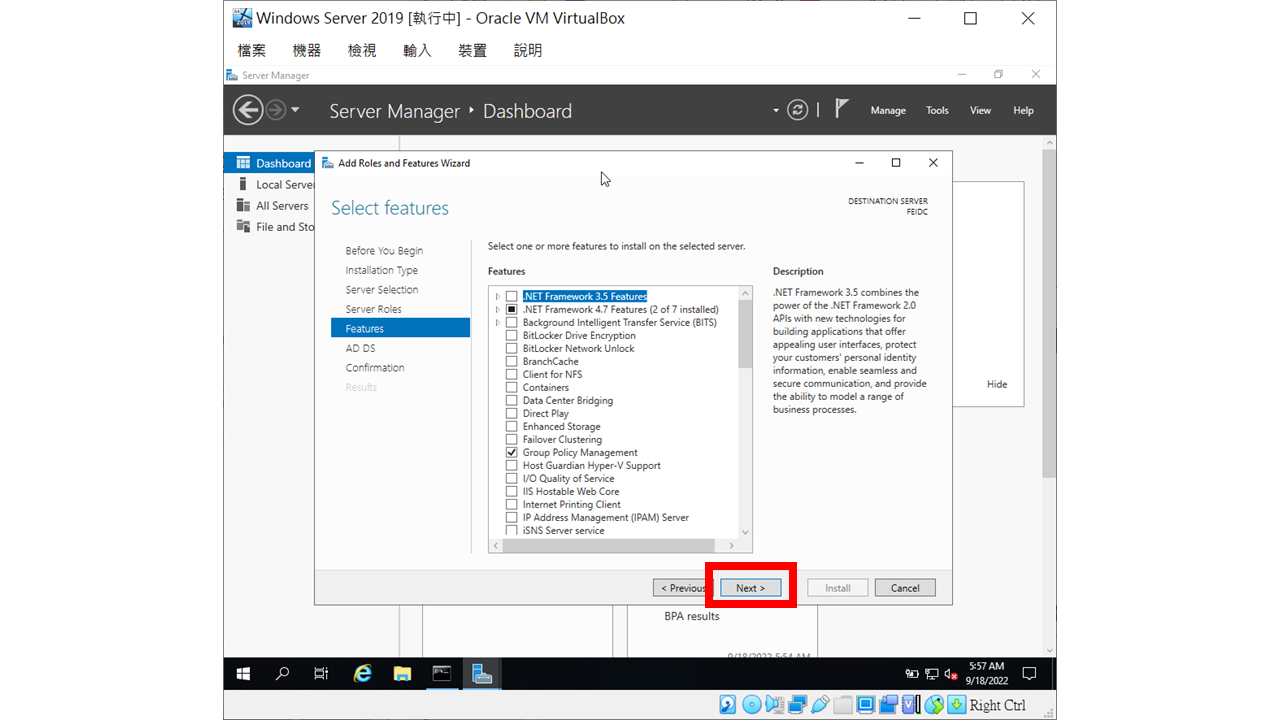 Windows Server 2019 [執行中] - Oracle VM VirtualBox
檔案 機器 檢視 輸入 裝置 說明
Server Manager
Server Manager Dashboard
Manage Tools View Help
Dashboard
Local Server
All Servers
File and Sto
Add Roles and Features Wizard
Select features
DESTINATION SERVER
FEIDC
Before You Begin
Installation Type
Server Selection
Server Roles
Features
AD DS
Confirmation
Results
Select one or more features to install on the selected server.
Features
.NET Framework 3.5 Features
.NET Framework 4.7 Features (2 of 7 installed)
Background Intelligent Transfer Service (BITS)
BitLocker Drive Encryption
BitLocker Network Unlock
BranchCache
Client for NFS
Containers
Data Center Bridging
Direct Play
Enhanced Storage
Failover Clustering
Group Policy Management
Host Guardian Hyper-V Support
I/O Quality of Service
IIS Hostable Web Core
Internet Printing Client
IP Address Management (IPAM) Server
iSNS Server service
Description
.NET Framework 3.5 combines the
power of the .NET Framework 2.0
APIs with new technologies for
building applications that offer
appealing user interfaces, protect
your customers' personal identity
information, enable seamless and
secure communication, and provide
the ability to model a range of
business processes.
Hide
< Previous
Next >
Install
Cancel
BPA results
9/18/2022 5:54 AM
5:57 AM
9/18/2022
Right Ctrl